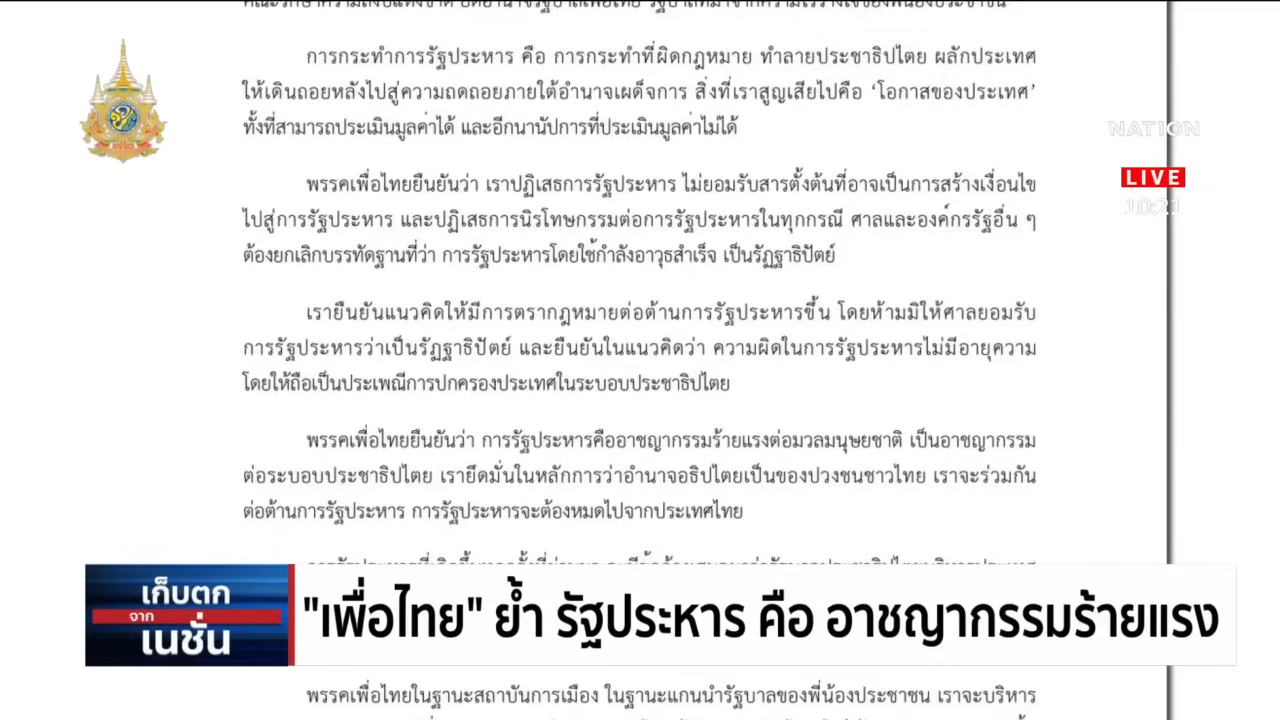 การกระทำการรัฐประหาร คือ การกระทำที่ผิดกฎหมาย ทำลายประชาธิปไตย ผลักประเทศ
ให้เดินถอยหลังไปสู่ความถดถอยภายใต้อำนาจเผด็จการ สิ่งที่เราสูญเสียไปคือ ‘โอกาสของประเทศ’
ทั้งที่สามารถประเมินมูลค่าได้ และอีกนานัปการที่ประเมินมูลค่าไม่ได้
NATION
LIVE
10:21
พรรคเพื่อไทยยืนยันว่า เราปฏิเสธการรัฐประหาร ไม่ยอมรับสารตั้งต้นที่อาจเป็นการสร้างเงื่อนไข
ไปสู่การรัฐประหาร และปฏิเสธการนิรโทษกรรมต่อการรัฐประหารในทุกกรณี ศาลและองค์กรรัฐอื่น ๆ
ต้องยกเลิกบรรทัดฐานที่ว่า การรัฐประหารโดยใช้กำลังอาวุธสำเร็จ เป็นรัฏฐาธิปัตย์
เรายืนยันแนวคิดให้มีการตรากฎหมายต่อต้านการรัฐประหารขึ้น โดยห้ามมิให้ศาลยอมรับ
การรัฐประหารว่าเป็นรัฏฐาธิปัตย์ และยืนยันในแนวคิดว่า ความผิดในการรัฐประหารไม่มีอายุความ
โดยให้ถือเป็นประเพณีการปกครองประเทศในระบอบประชาธิปไตย
พรรคเพื่อไทยยืนยันว่า การรัฐประหารคืออาชญากรรมร้ายแรงต่อมวลมนุษยชาติ เป็นอาชญากรรม
ต่อระบอบประชาธิปไตย เรายึดมั่นในหลักการว่าอำนาจอธิปไตยเป็นของปวงชนชาวไทย เราจะร่วมกัน
ต่อต้านการรัฐประหาร การรัฐประหารจะต้องหมดไปจากประเทศไทย
เก็บตก
จาก
เนชั่น
"เพื่อไทย" ย้ำ รัฐประหาร คือ อาชญากรรมร้ายแรง
พรรคเพื่อไทยในฐานะสถาบันการเมือง ในฐานะแกนนำรัฐบาลของพี่น้องประชาชน เราจะบริหาร